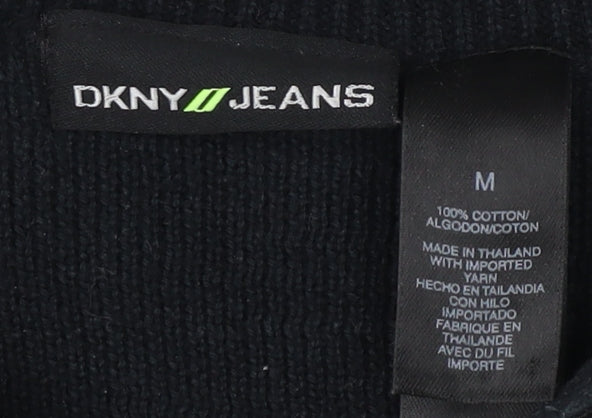 DKNY//JEANS
M
100% COTTON/
ALGODON/COTON
MADE IN THAILAND
WITH IMPORTED
YARN
HECHO EN TAILANDIA
CON HILO
IMPORTADO
FABRIQUE EN
THAILANDE
AVEC DU FIL
IMPORTE